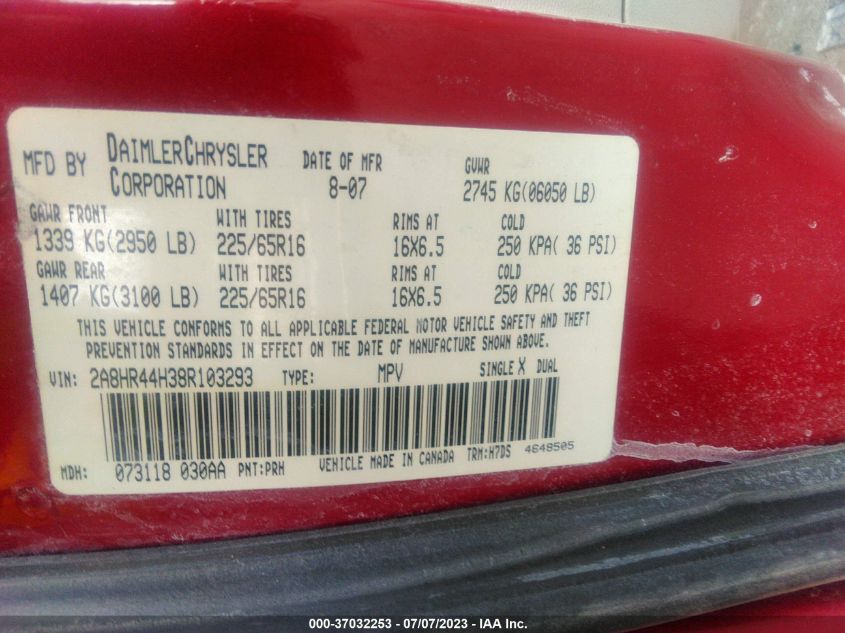 MFD BY DAIMLERCHRYSLER CORPORATION DATE OF MFR 8-07 GVWR 2745 KG(06050 LB)
GAWR FRONT WITH TIRES RIMS AT COLD
1339 KG(2950 LB) 225/65R16 16X6.5 250 KPA( 36 PSI)
GAWR REAR WITH TIRES RIMS AT COLD
1407 KG(3100 LB) 225/65R16 16X6.5 250 KPA( 36 PSI)
THIS VEHICLE CONFORMS TO ALL APPLICABLE FEDERAL MOTOR VEHICLE SAFETY AND THEFT
PREVENTION STANDARDS IN EFFECT ON THE DATE OF MANUFACTURE SHOWN ABOVE.
VIN: 2A8HR44H38R103293 TYPE: MPV SINGLE X DUAL
MDH: 073118 030AA PNT:PRH VEHICLE MADE IN CANADA TRM:H7DS 4648505
000-37032253 - 07/07/2023 - IAA Inc.